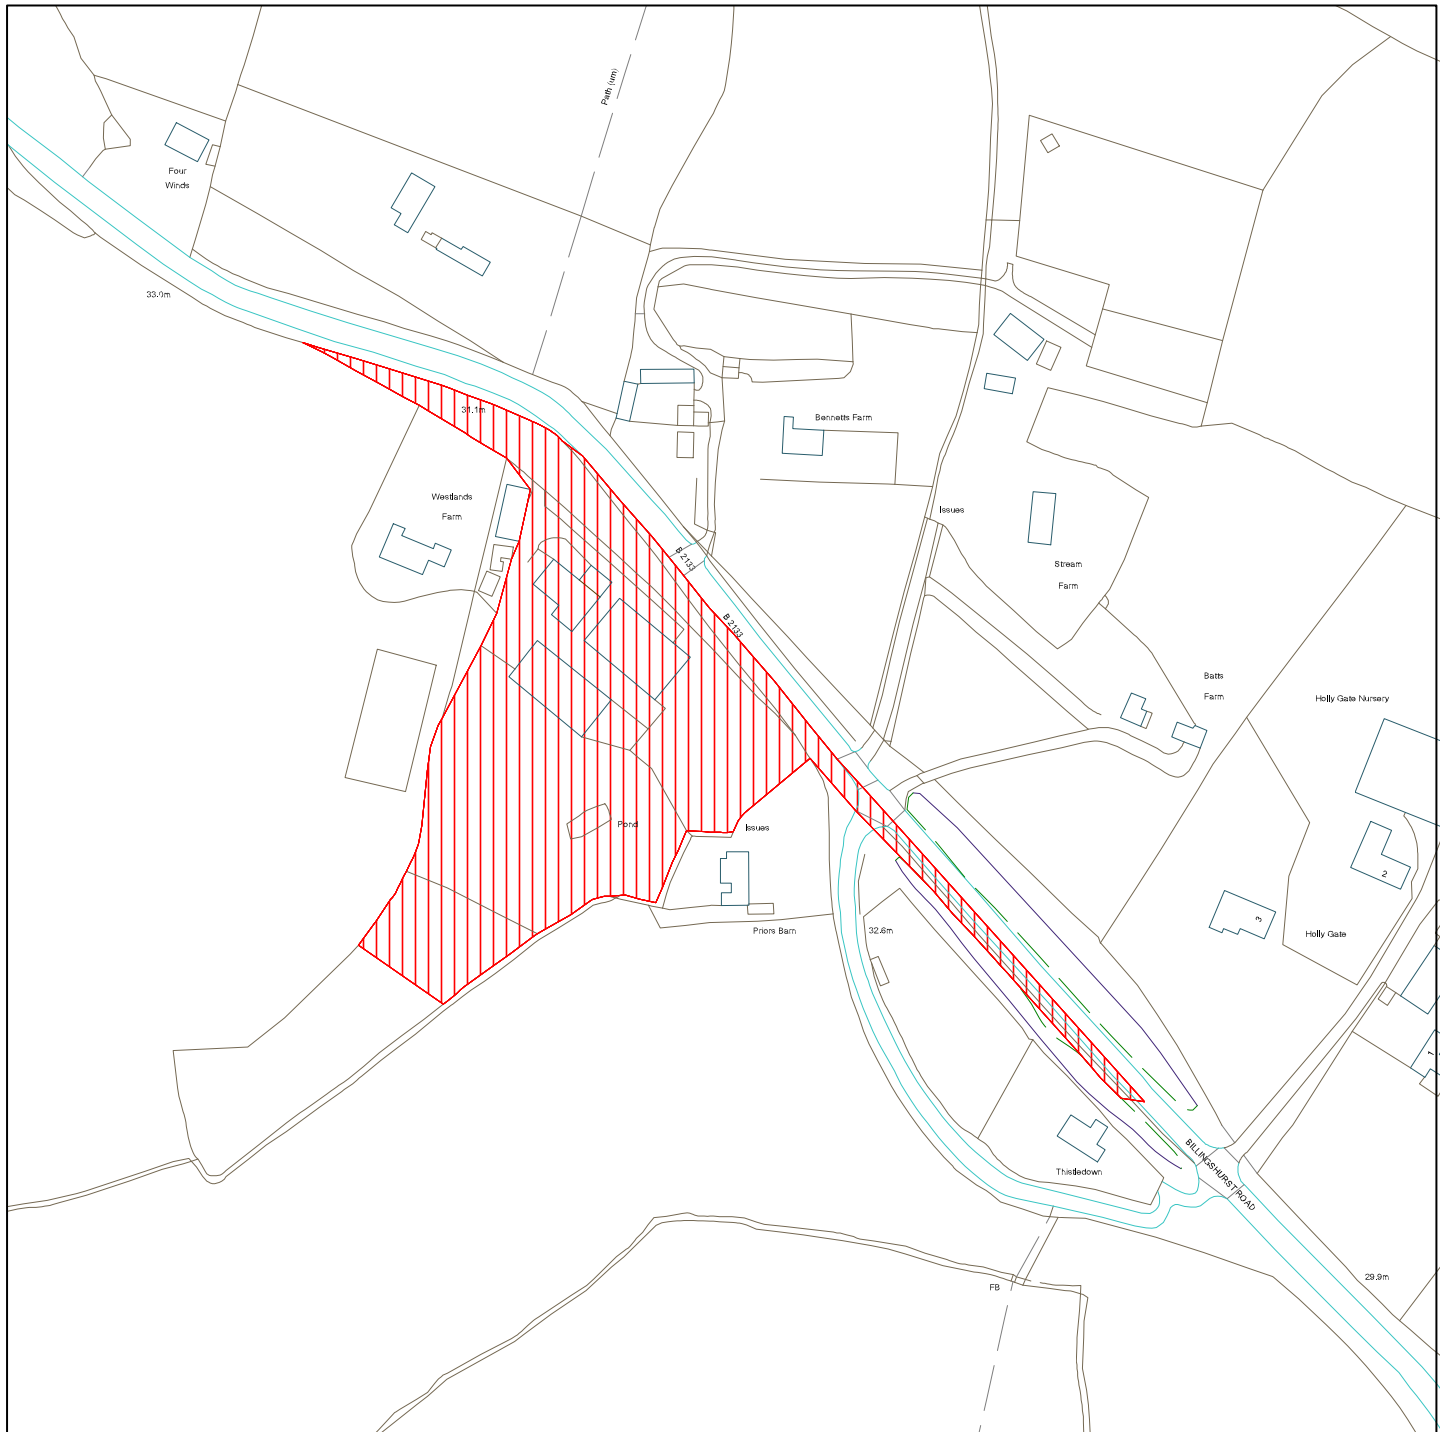 Path (um)
Four
Winds
33.0m
31.1m
Bennetts Farm
Westlands
Farm
Issues
B 2133
Stream
Farm
B 2133
Batts
Farm
Holly Gate Nursery
Pond
Issues
2
3
Priors Barn
32.6m
Holly Gate
1
Thistledown
BILLINGSHURST ROAD
29.9m
FB